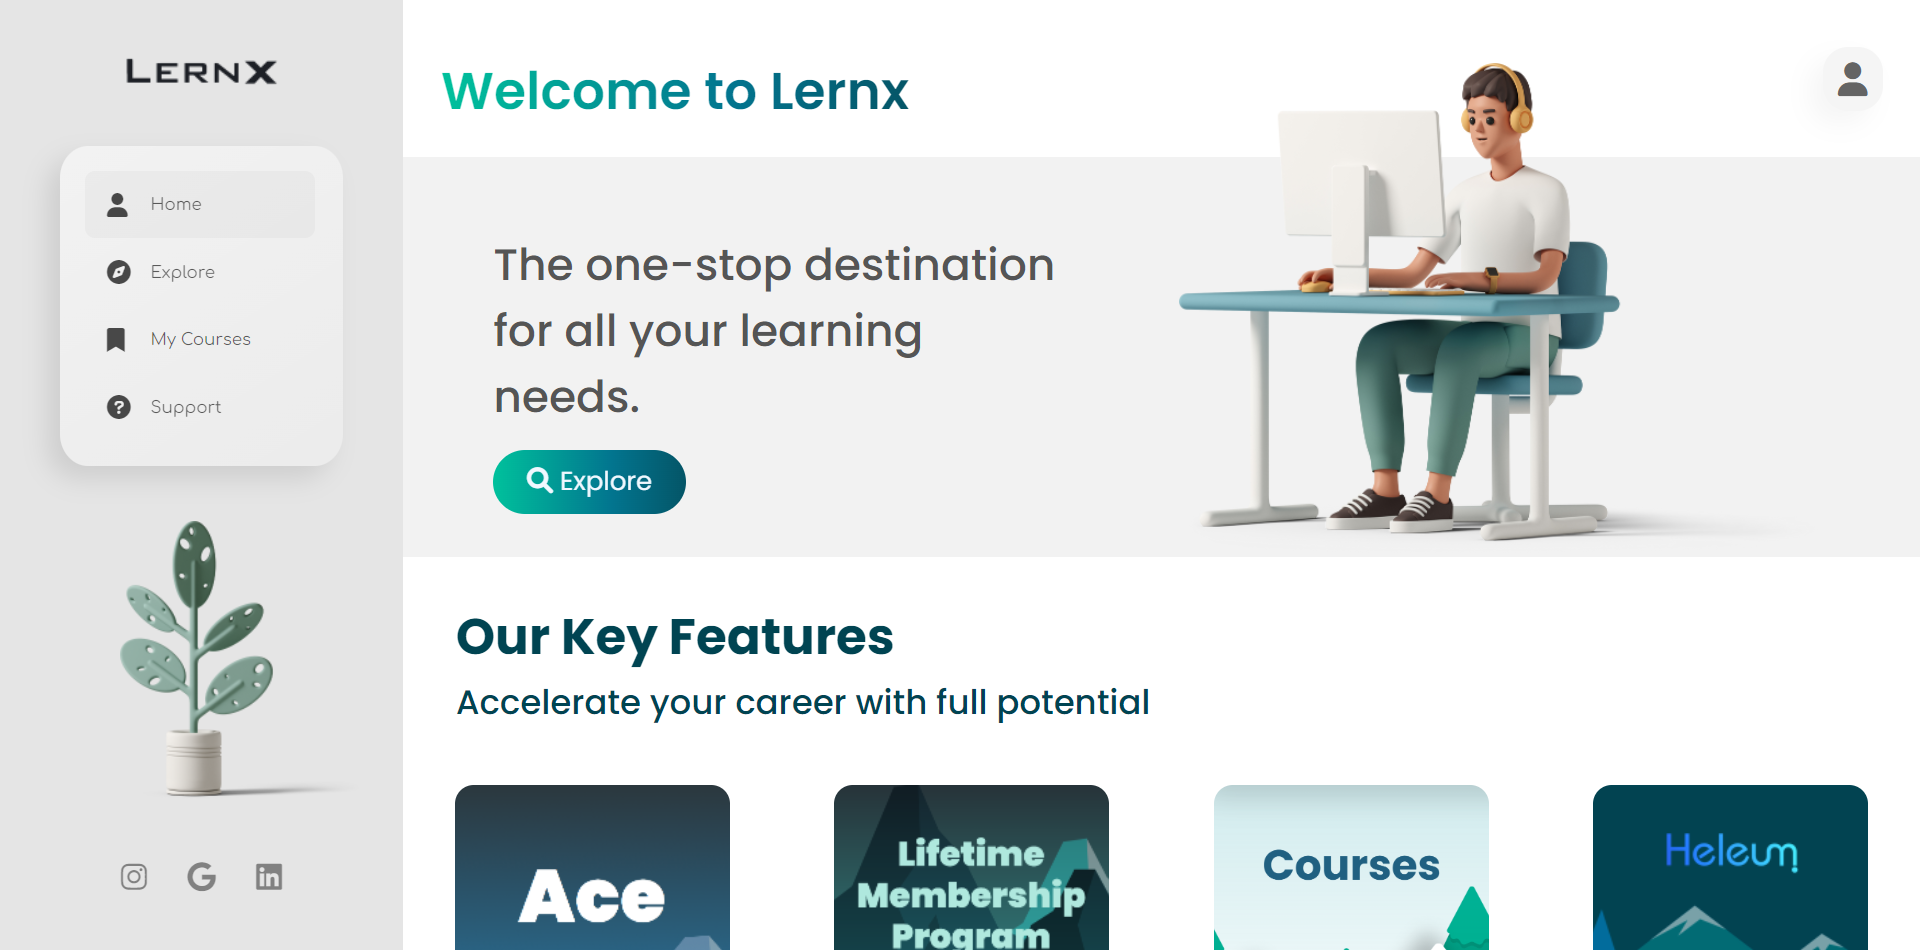 LERNX
Home
Explore
My Courses
Support
Welcome to Lernx
The one-stop destination
for all your learning
needs.
Explore
Our Key Features
Accelerate your career with full potential
Ace
Lifetime
Membership
Program
Courses
Heleum